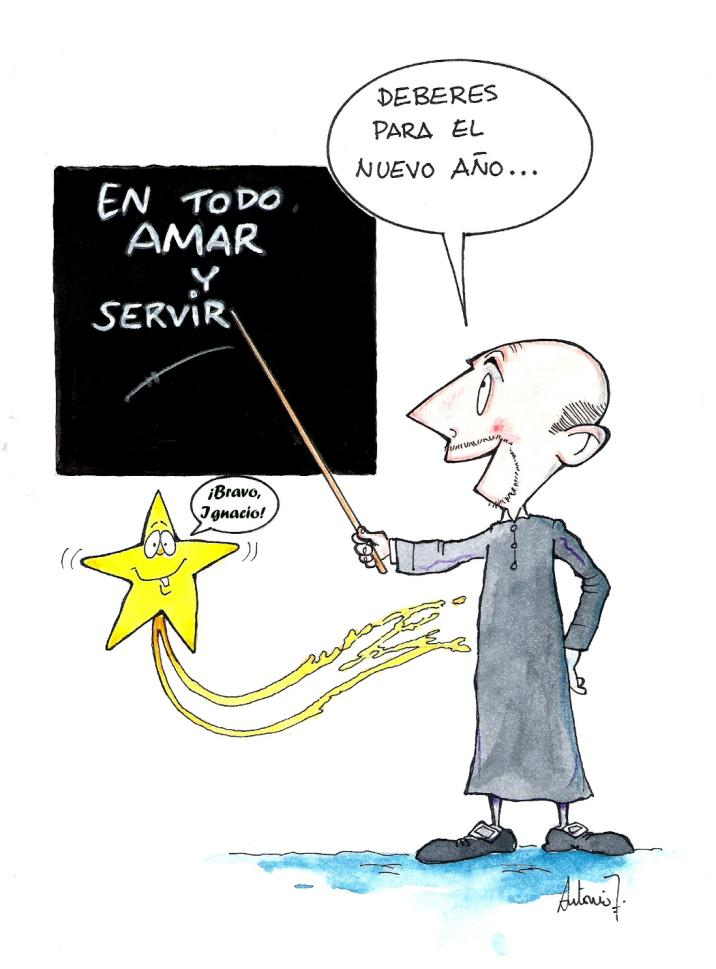 DEBERES
PARA EL
NUEVO AÑO...
EN TODO
AMAR
Y
SERVIR
¡Bravo,
Ignacio!
Antonio F.